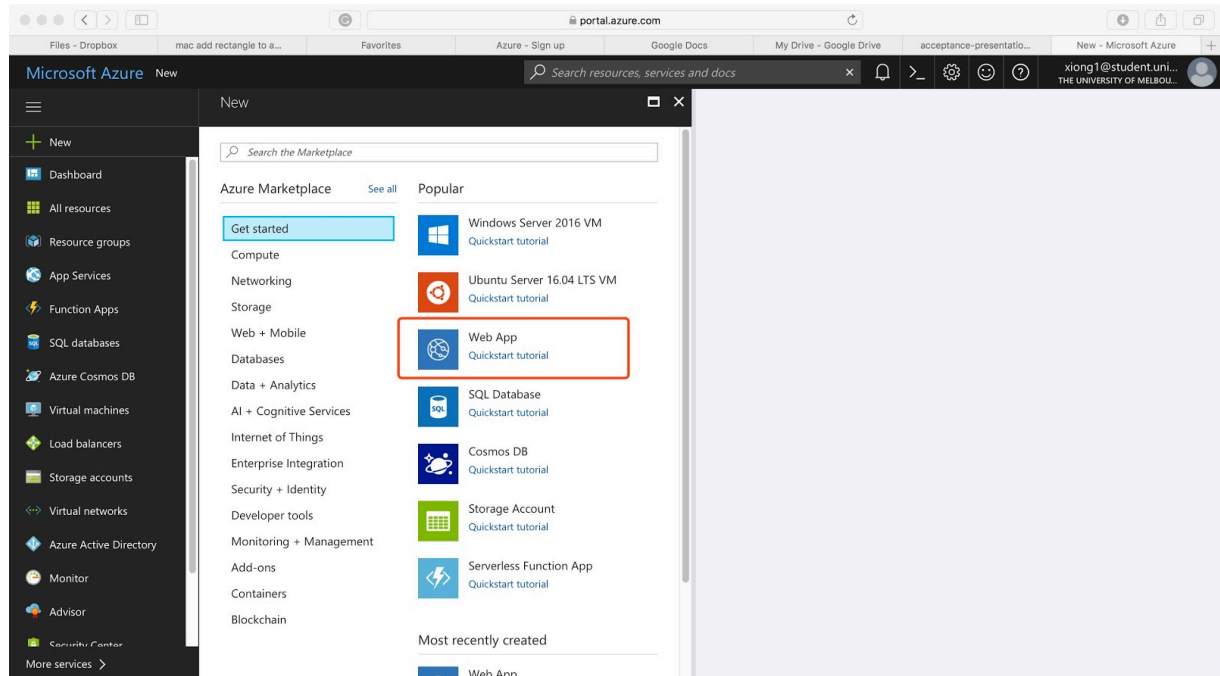 portal.azure.com
Files - Dropbox
mac add rectangle to a...
Favorites
Azure - Sign up
Google Docs
My Drive - Google Drive
acceptance-presentatio...
New - Microsoft Azure
Microsoft Azure New
Search resources, services and docs
xiong1@student.uni...
THE UNIVERSITY OF MELBOU...
New
Dashboard
All resources
Resource groups
App Services
Function Apps
SQL databases
Azure Cosmos DB
Virtual machines
Load balancers
Storage accounts
Virtual networks
Azure Active Directory
Monitor
Advisor
Security Center
More services
New
Search the Marketplace
Azure Marketplace
See all
Get started
Compute
Networking
Storage
Web + Mobile
Databases
Data + Analytics
AI + Cognitive Services
Internet of Things
Enterprise Integration
Security + Identity
Developer tools
Monitoring + Management
Add-ons
Containers
Blockchain
Popular
Windows Server 2016 VM
Quickstart tutorial
Ubuntu Server 16.04 LTS VM
Quickstart tutorial
Web App
Quickstart tutorial
SQL Database
Quickstart tutorial
SQL
Cosmos DB
Quickstart tutorial
Storage Account
Quickstart tutorial
Serverless Function App
Quickstart tutorial
Most recently created
Web App